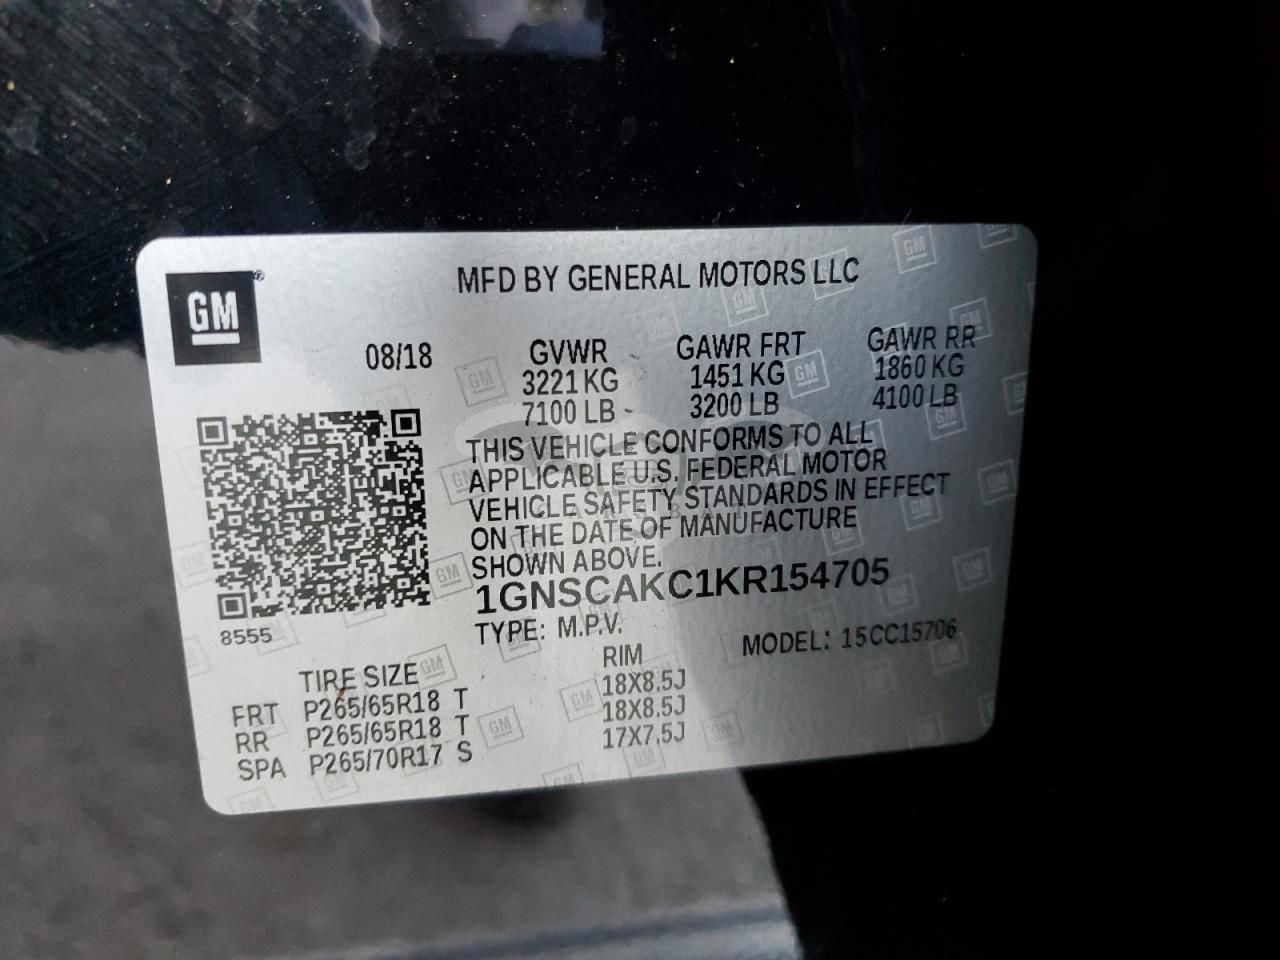 GM®
MFD BY GENERAL MOTORS LLC
08/18 GVWR GAWR FRT GAWR RR
3221 KG 1451 KG 1860 KG
7100 LB 3200 LB 4100 LB
THIS VEHICLE CONFORMS TO ALL
APPLICABLE U.S. FEDERAL MOTOR
VEHICLE SAFETY STANDARDS IN EFFECT
ON THE DATE OF MANUFACTURE
SHOWN ABOVE.
1GNSCAKC1KR154705
8555
TYPE: M.P.V. MODEL: 15CC15706
TIRE SIZE RIM
FRT P265/65R18 T 18X8.5J
RR P265/65R18 T 18X8.5J
SPA P265/70R17 S 17X7.5J